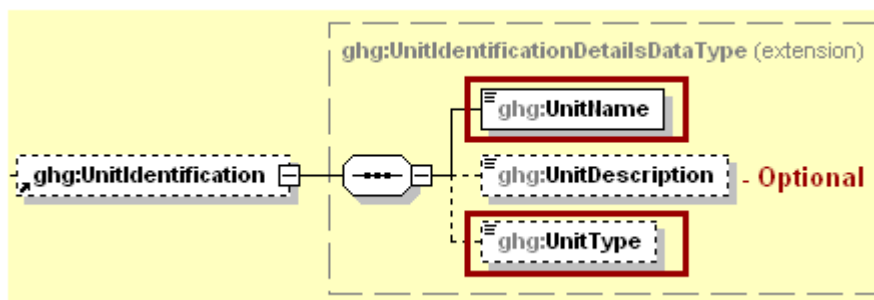 ghg:UnitIdentificationDetailsDataType (extension)
ghg:UnitName
ghg:UnitIdentification
ghg:UnitDescription - Optional
ghg:UnitType